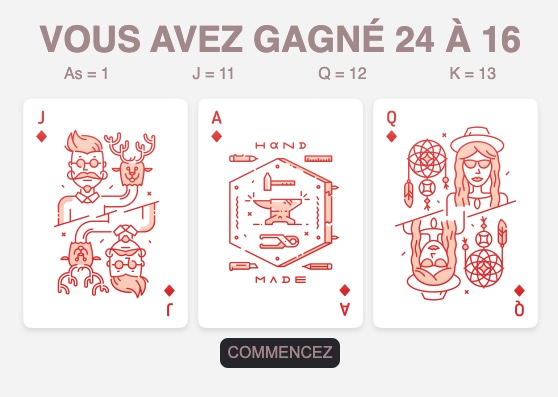 VOUS AVEZ GAGNÉ 24 À 16
As = 1 J = 11 Q = 12 K = 13
J A Q
HAND
MADE
J A Q
COMMENCEZ